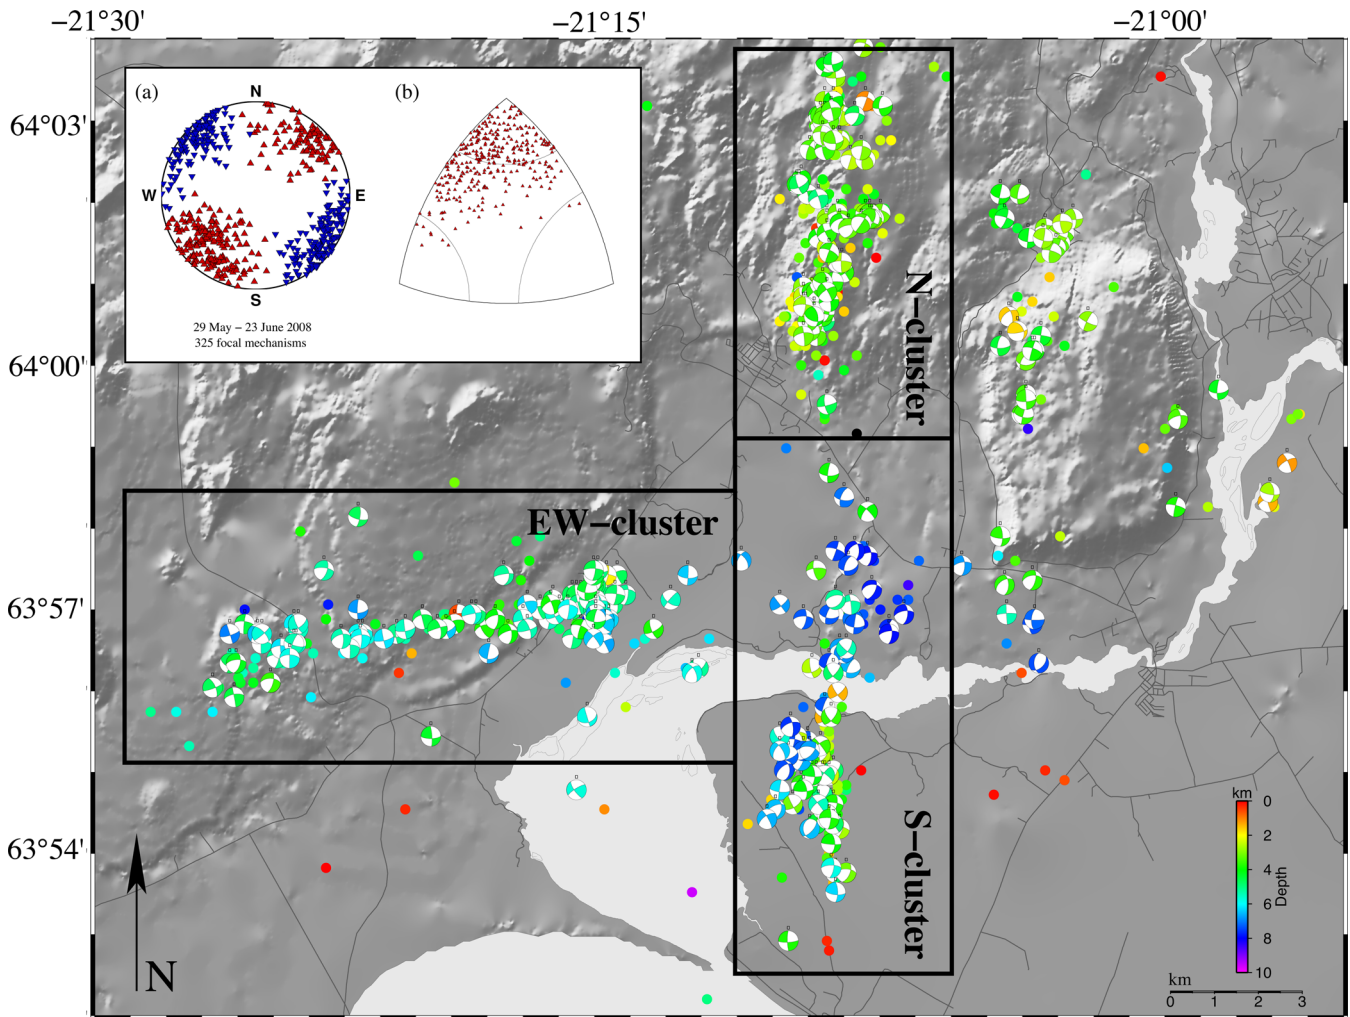 −21°30'
−21°15'
−21°00'
64°03'
64°00'
63°57'
63°54'
(a)
N
W
E
S
(b)
29 May − 23 June 2008
325 focal mechanisms
N−cluster
EW−cluster
S−cluster
N
km
0
2
4
6
8
10
Depth
km
0 1 2 3